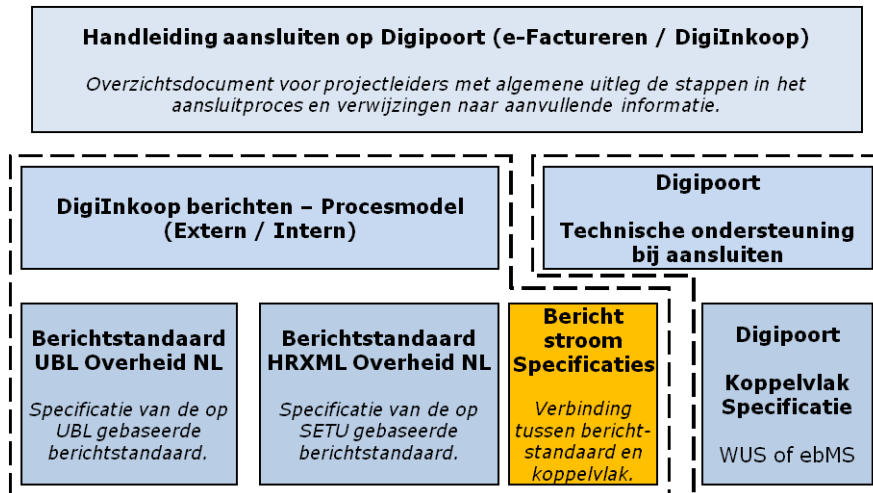 Handleiding aansluiten op Digipoort (e-Factureren / DigiInkoop)
Overzichtsdocument voor projectleiders met algemene uitleg de stappen in het
aansluitproces en verwijzingen naar aanvullende informatie.
DigiInkoop berichten – Procesmodel
(Extern / Intern)
Digipoort
Technische ondersteuning
bij aansluiten
Berichtstandaard
UBL Overheid NL
Specificatie van de op
UBL gebaseerde
berichtstandaard.
Berichtstandaard
HRXML Overheid NL
Specificatie van de op
SETU gebaseerde
berichtstandaard.
Bericht
stroom
Specificaties
Verbinding
tussen bericht-
standaard en
koppelvlak.
Digipoort
Koppelvlak
Specificatie
WUS of ebMS